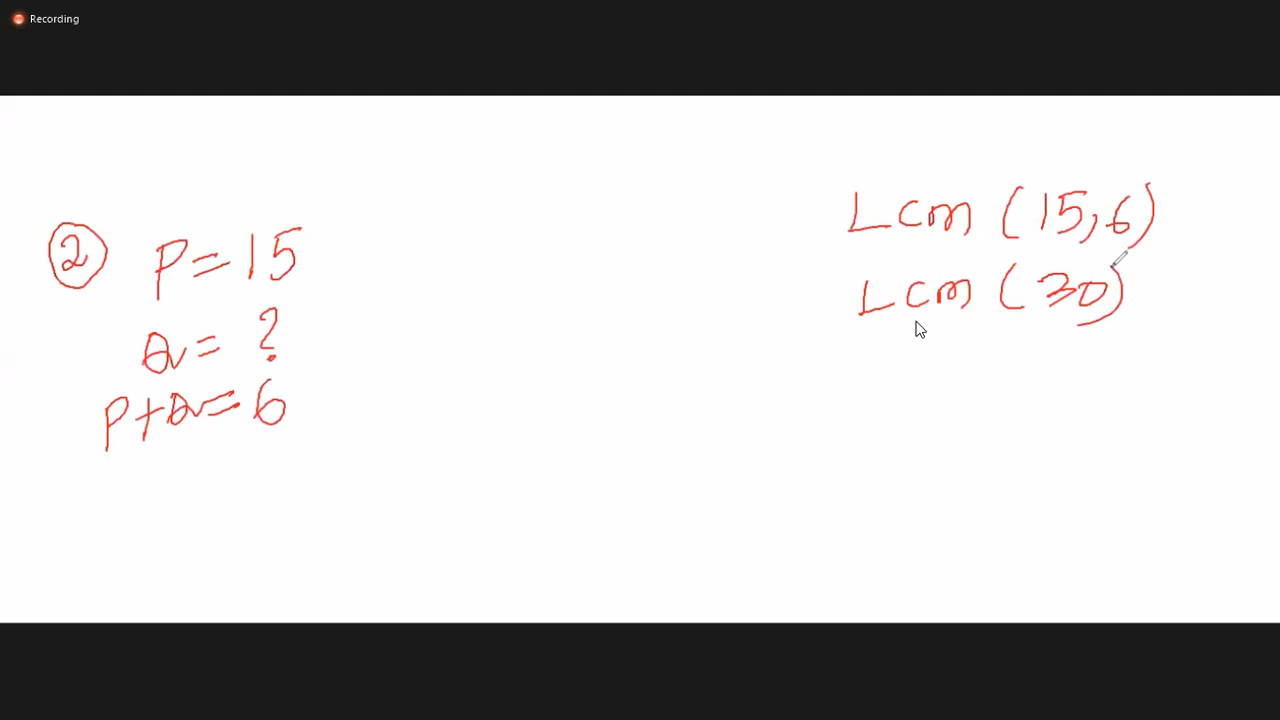 Recording
② P = 15
Q = ?
P + Q = 6
Lcm (15, 6)
Lcm (30)